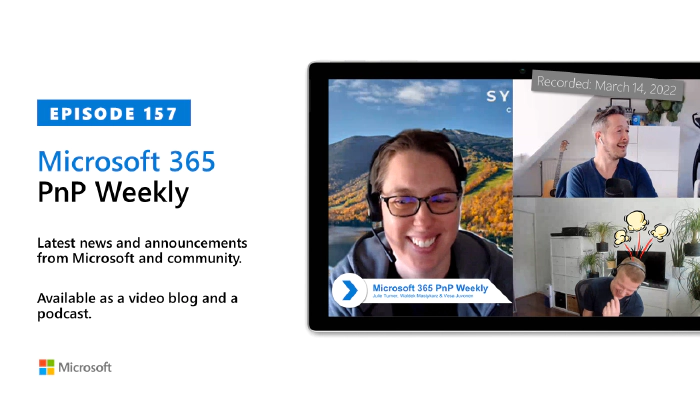 EPISODE 157
Microsoft 365
PnP Weekly
Latest news and announcements
from Microsoft and community.
Available as a video blog and a
podcast.
Microsoft
SY
C
Recorded: March 14, 2022
Microsoft 365 PnP Weekly
Julie Turner, Waldek Mastykarz & Vesa Juvonen